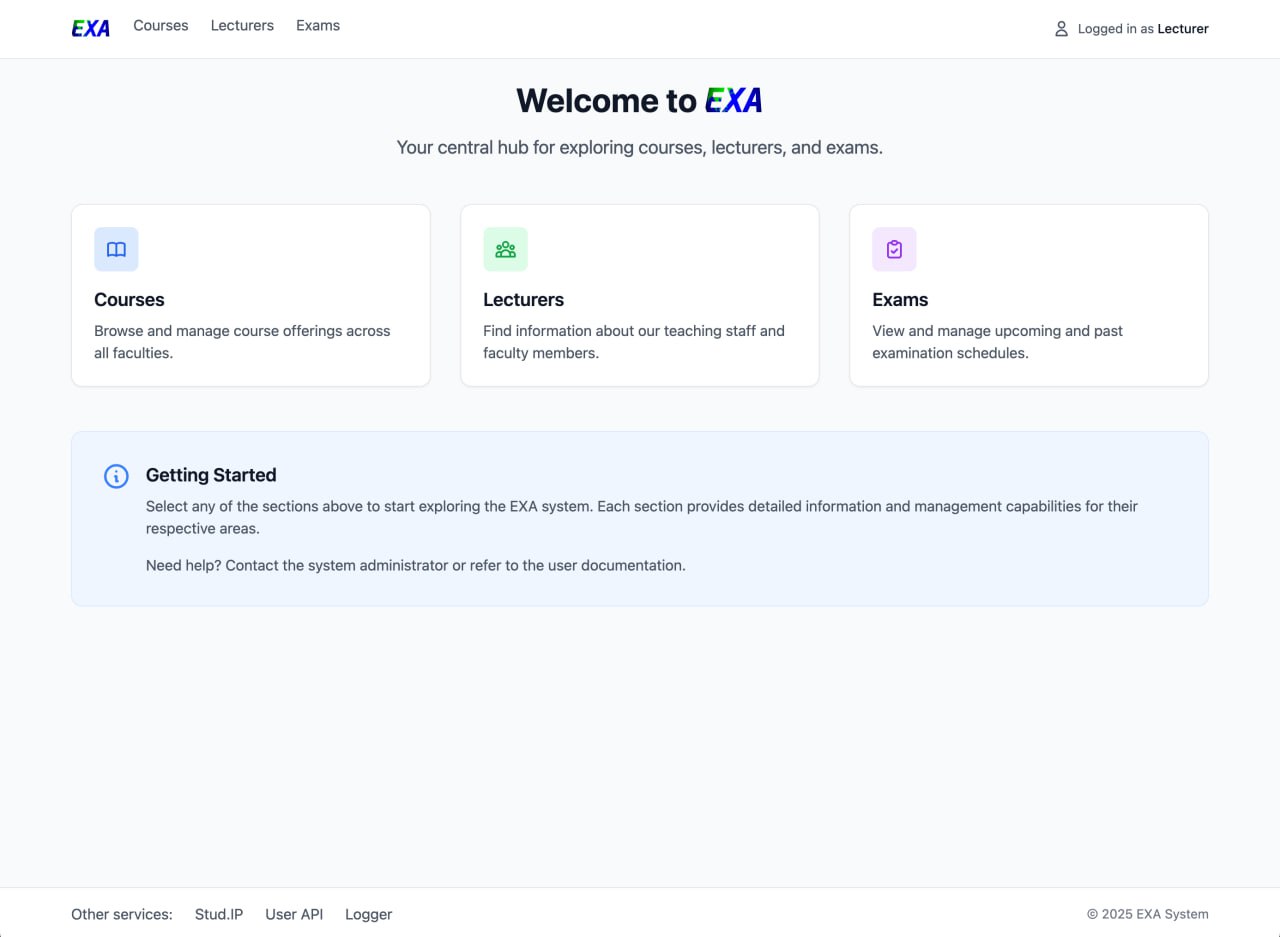 EXA Courses Lecturers Exams Logged in as Lecturer
Welcome to EXA
Your central hub for exploring courses, lecturers, and exams.
Courses
Browse and manage course offerings across
all faculties.
Lecturers
Find information about our teaching staff and
faculty members.
Exams
View and manage upcoming and past
examination schedules.
Getting Started
Select any of the sections above to start exploring the EXA system. Each section provides detailed information and management capabilities for their
respective areas.
Need help? Contact the system administrator or refer to the user documentation.
Other services: Stud.IP User API Logger © 2025 EXA System